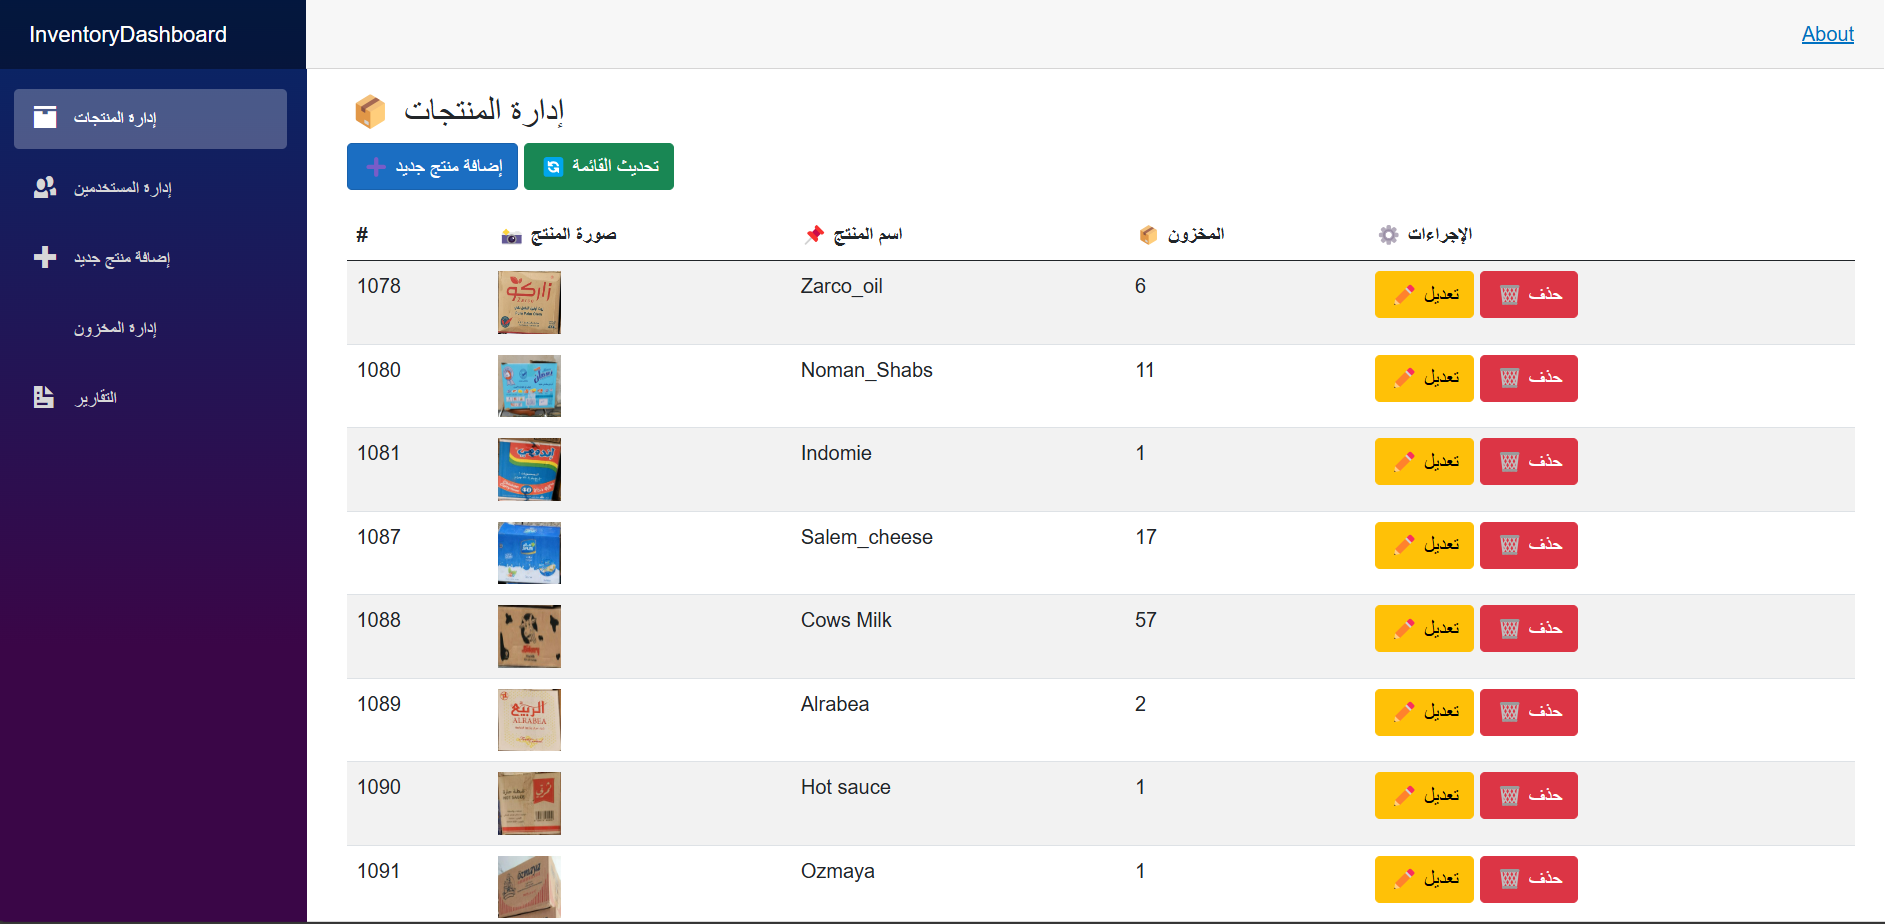 InventoryDashboard
About
إدارة المنتجات
إدارة المستخدمين
إضافة منتج جديد
إدارة المخزون
التقارير
إدارة المنتجات
إضافة منتج جديد
تحديث القائمة
# صورة المنتج اسم المنتج المخزون الإجراءات
1078 Zarco_oil 6 تعديل حذف
زاركو
Zarco
1080 Noman_Shabs 11 تعديل حذف
1081 Indomie 1 تعديل حذف
إندومي
40
1087 Salem_cheese 17 تعديل حذف
1088 Cows Milk 57 تعديل حذف
1089 Alrabea 2 تعديل حذف
الربيع
ALRABEA
1090 Hot sauce 1 تعديل حذف
1091 Ozmaya 1 تعديل حذف
ozmaya